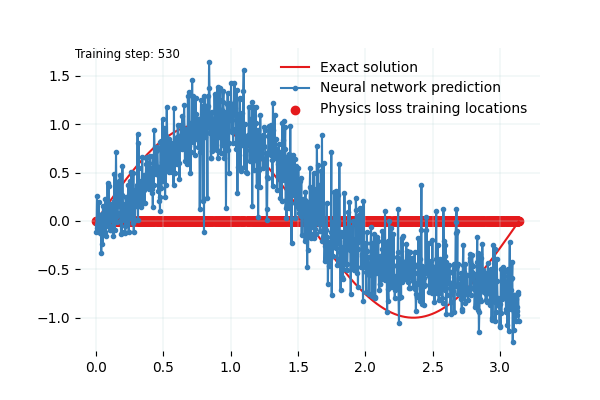 Training step: 530
Exact solution
Neural network prediction
Physics loss training locations
1.5
1.0
0.5
0.0
−0.5
−1.0
0.0 0.5 1.0 1.5 2.0 2.5 3.0